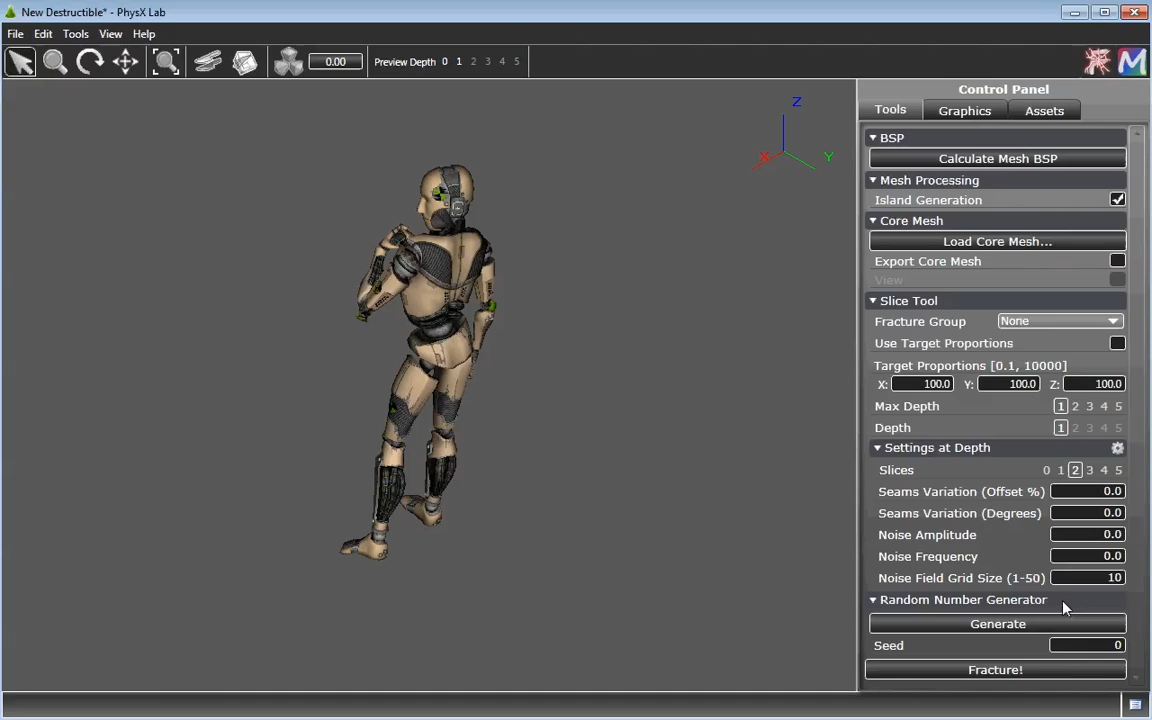 New Destructible* - PhysX Lab
File Edit Tools View Help
0.00 Preview Depth 0 1 2 3 4 5
Control Panel
Tools Graphics Assets
Z
X Y
BSP
Calculate Mesh BSP
Mesh Processing
Island Generation
Core Mesh
Load Core Mesh...
Export Core Mesh
View
Slice Tool
Fracture Group None
Use Target Proportions
Target Proportions [0.1, 10000]
X: 100.0 Y: 100.0 Z: 100.0
Max Depth 1 2 3 4 5
Depth 1 2 3 4 5
Settings at Depth
Slices 0 1 2 3 4 5
Seams Variation (Offset %) 0.0
Seams Variation (Degrees) 0.0
Noise Amplitude 0.0
Noise Frequency 0.0
Noise Field Grid Size (1-50) 10
Random Number Generator
Generate
Seed 0
Fracture!